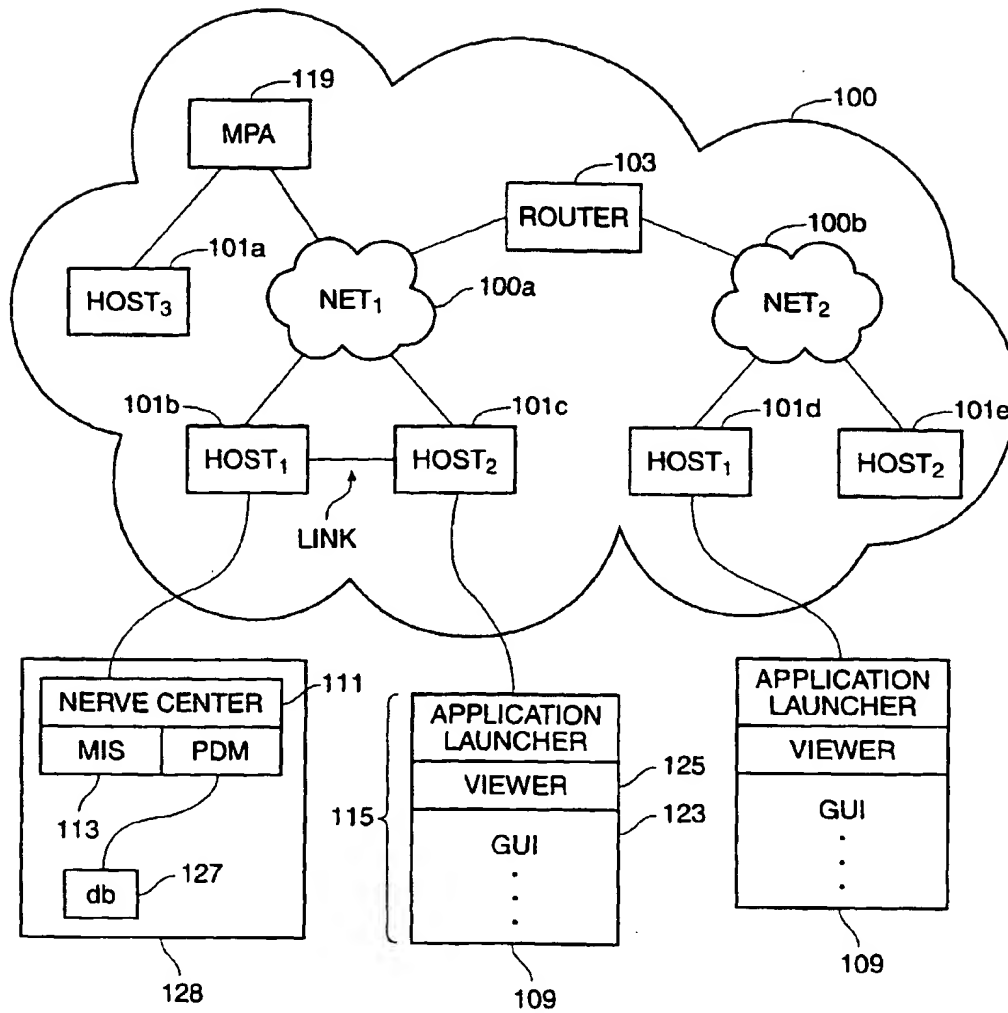 119
MPA
100
103
ROUTER
100b
101a
HOST3
NET1
100a
NET2
101b
101c
101d
101e
HOST1
HOST2
HOST1
HOST2
LINK
NERVE CENTER
111
MIS
PDM
113
db
127
128
APPLICATION
LAUNCHER
VIEWER
125
115
123
GUI
109
APPLICATION
LAUNCHER
VIEWER
GUI
109